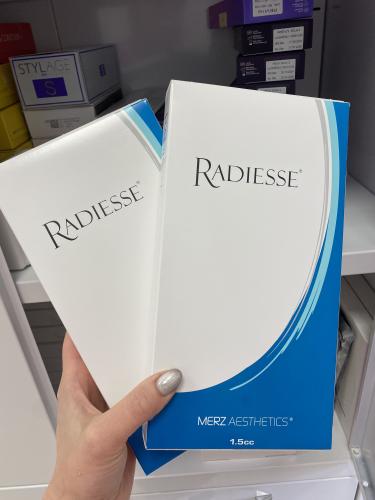 STYLAGE
S
RADIESSE®
RADIESSE®
MERZ AESTHETICS®
1.5cc